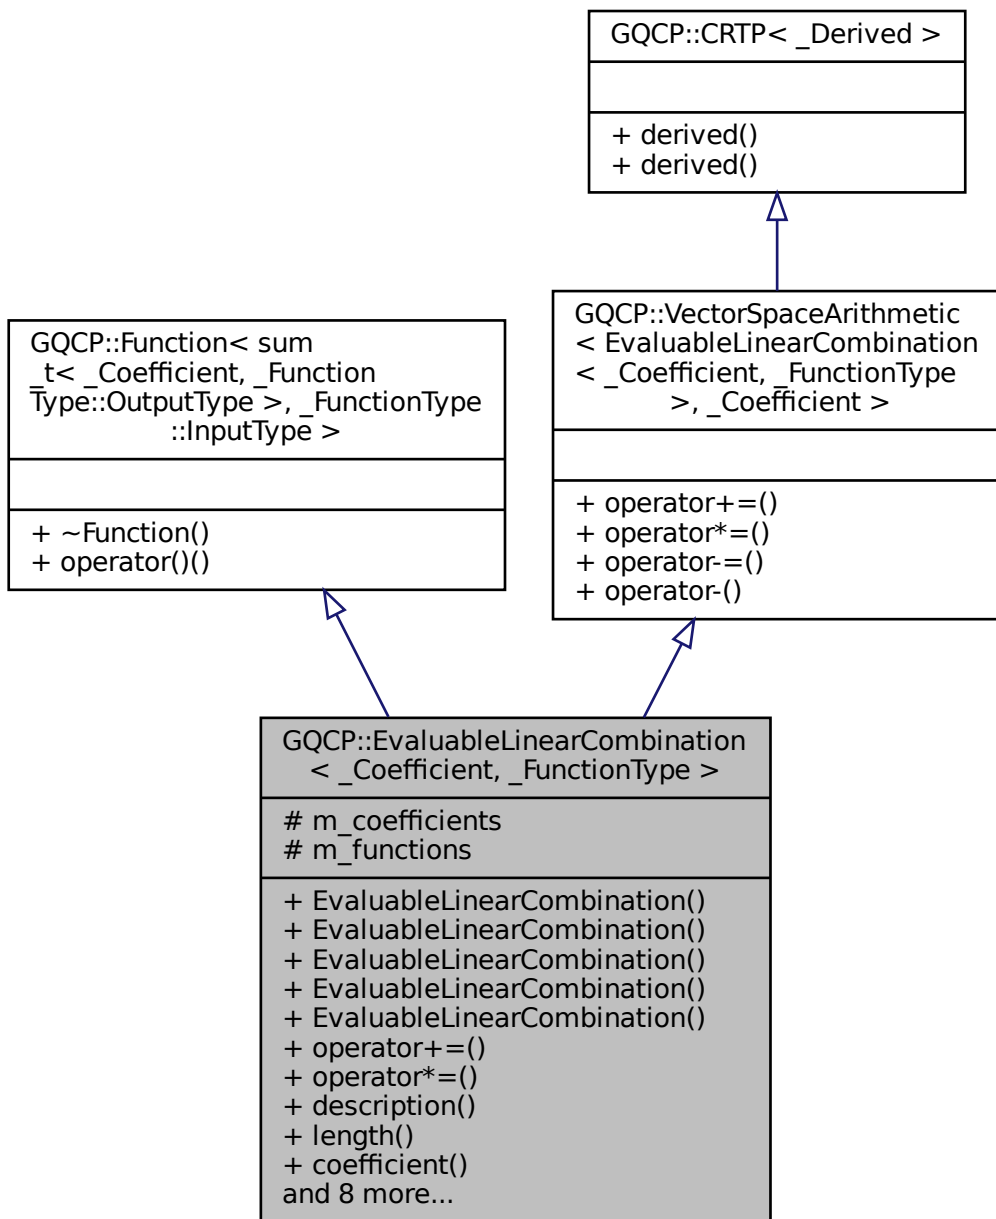 GQCP::CRTP< _Derived >
+ derived()
+ derived()
GQCP::Function< sum
_t< _Coefficient, _Function
Type::OutputType >, _FunctionType
::InputType >
+ ~Function()
+ operator()()
GQCP::VectorSpaceArithmetic
< EvaluableLinearCombination
< _Coefficient, _FunctionType
>, _Coefficient >
+ operator+=()
+ operator*=()
+ operator-=()
+ operator-()
GQCP::EvaluableLinearCombination
< _Coefficient, _FunctionType >
# m_coefficients
# m_functions
+ EvaluableLinearCombination()
+ EvaluableLinearCombination()
+ EvaluableLinearCombination()
+ EvaluableLinearCombination()
+ EvaluableLinearCombination()
+ operator+=()
+ operator*=()
+ description()
+ length()
+ coefficient()
and 8 more...